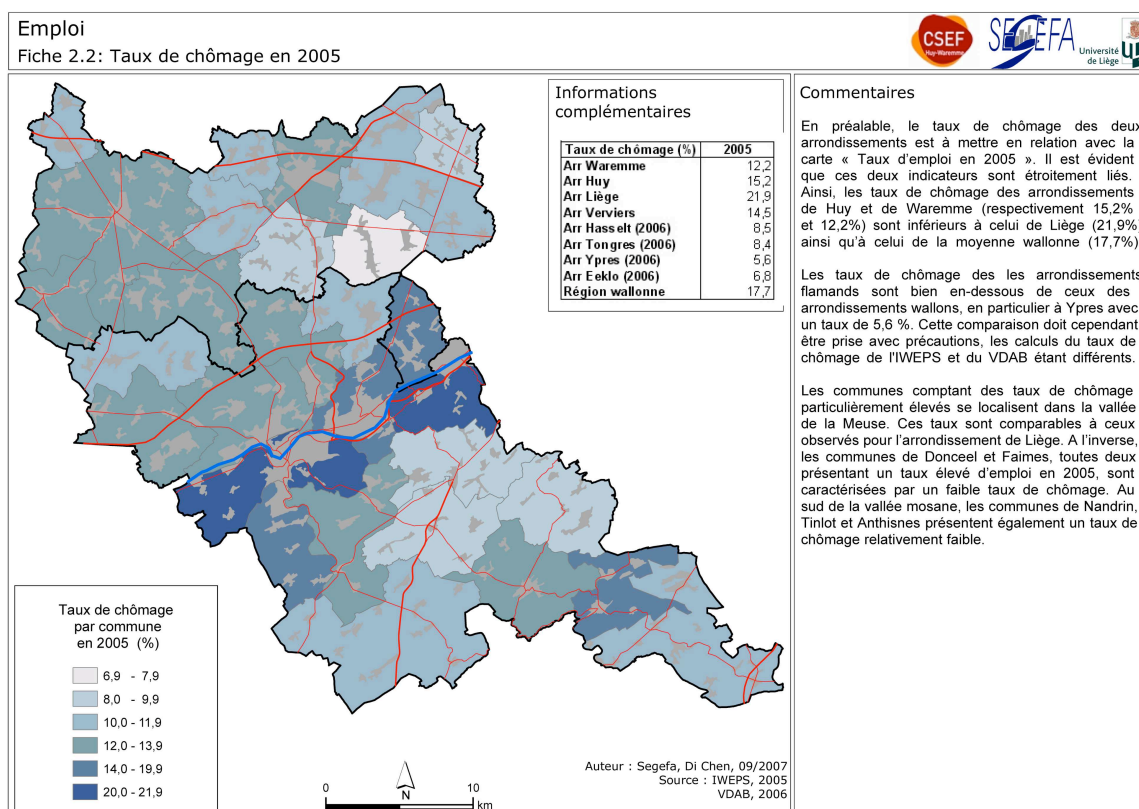 Emploi
Fiche 2.2: Taux de chômage en 2005
CSEF
Huy-Waremme
SEGEFA
Université
de Liège
Informations
complémentaires
Taux de chômage (%) 2005
Arr Waremme 12,2
Arr Huy 15,2
Arr Liège 21,9
Arr Verviers 14,5
Arr Hasselt (2006) 8,5
Arr Tongres (2006) 8,4
Arr Ypres (2006) 5,6
Arr Eeklo (2006) 6,8
Région wallonne 17,7
Commentaires
En préalable, le taux de chômage des deux
arrondissements est à mettre en relation avec la
carte « Taux d'emploi en 2005 ». Il est évident
que ces deux indicateurs sont étroitement liés.
Ainsi, les taux de chômage des arrondissements
de Huy et de Waremme (respectivement 15,2%
et 12,2%) sont inférieurs à celui de Liège (21,9%)
ainsi qu'à celui de la moyenne wallonne (17,7%)
Les taux de chômage des les arrondissements
flamands sont bien en-dessous de ceux des
arrondissements wallons, en particulier à Ypres avec
un taux de 5,6 %. Cette comparaison doit cependant
être prise avec précautions, les calculs du taux de
chômage de l'IWEPS et du VDAB étant différents.
Les communes comptant des taux de chômage
particulièrement élevés se localisent dans la vallée
de la Meuse. Ces taux sont comparables à ceux
observés pour l'arrondissement de Liège. A l'inverse,
les communes de Donceel et Faimes, toutes deux
présentant un taux élevé d'emploi en 2005, sont
caractérisées par un faible taux de chômage. Au
sud de la vallée mosane, les communes de Nandrin,
Tinlot et Anthisnes présentent également un taux de
chômage relativement faible.
Taux de chômage
par commune
en 2005 (%)
6,9 - 7,9
8,0 - 9,9
10,0 - 11,9
12,0 - 13,9
14,0 - 19,9
20,0 - 21,9
0 N 10
km
Auteur : Segefa, Di Chen, 09/2007
Source : IWEPS, 2005
VDAB, 2006